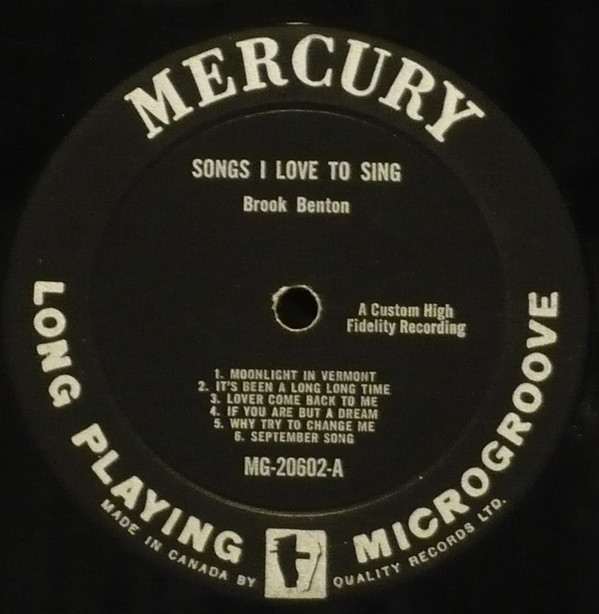 MERCURY
SONGS I LOVE TO SING
Brook Benton
A Custom High
Fidelity Recording
1. MOONLIGHT IN VERMONT
2. IT'S BEEN A LONG LONG TIME
3. LOVER COME BACK TO ME
4. IF YOU ARE BUT A DREAM
5. WHY TRY TO CHANGE ME
6. SEPTEMBER SONG
MG-20602-A
LONG PLAYING MICROGROOVE
MADE IN CANADA BY QUALITY RECORDS LTD.